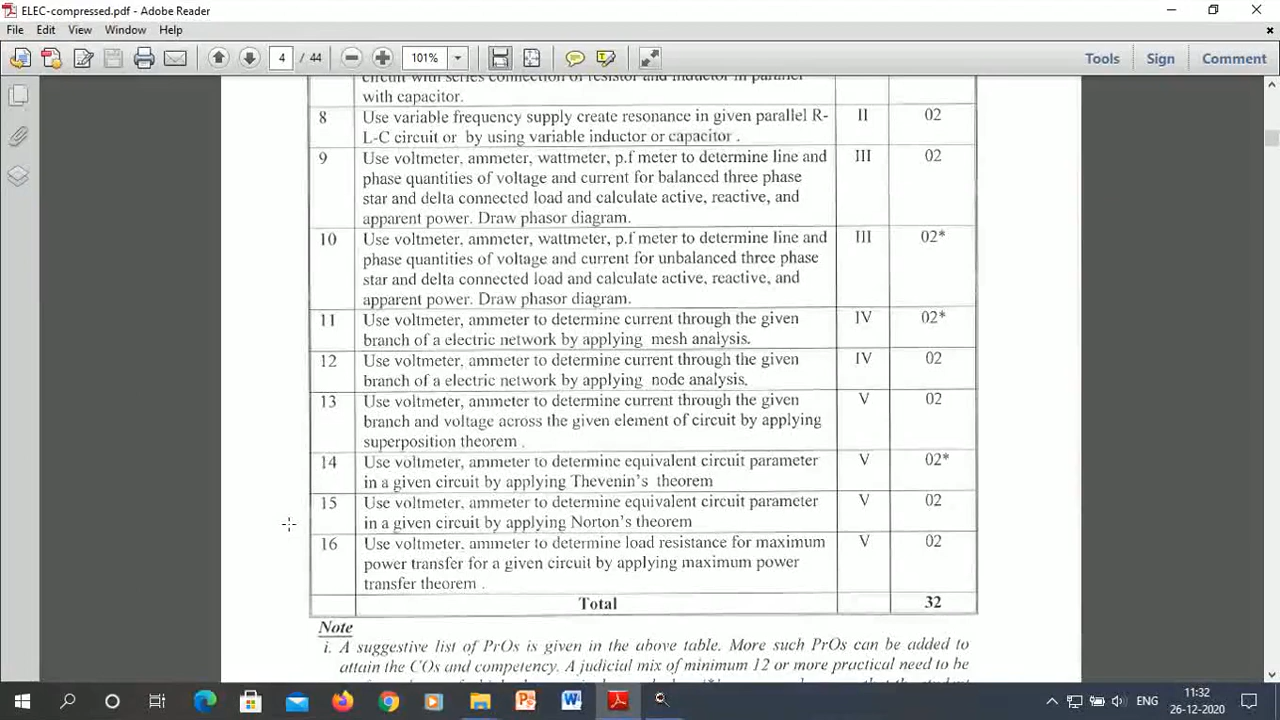 ELEC-compressed.pdf - Adobe Reader
File Edit View Window Help
4 / 44 101% Tools Sign Comment
circuit with series connection of resistor and inductor in parallel
with capacitor.
8 Use variable frequency supply create resonance in given parallel R- II 02
L-C circuit or by using variable inductor or capacitor .
9 Use voltmeter, ammeter, wattmeter, p.f meter to determine line and III 02
phase quantities of voltage and current for balanced three phase
star and delta connected load and calculate active, reactive, and
apparent power. Draw phasor diagram.
10 Use voltmeter, ammeter, wattmeter, p.f meter to determine line and III 02*
phase quantities of voltage and current for unbalanced three phase
star and delta connected load and calculate active, reactive, and
apparent power. Draw phasor diagram.
11 Use voltmeter, ammeter to determine current through the given IV 02*
branch of a electric network by applying mesh analysis.
12 Use voltmeter, ammeter to determine current through the given IV 02
branch of a electric network by applying node analysis.
13 Use voltmeter, ammeter to determine current through the given V 02
branch and voltage across the given element of circuit by applying
superposition theorem .
14 Use voltmeter, ammeter to determine equivalent circuit parameter V 02*
in a given circuit by applying Thevenin's theorem
15 Use voltmeter, ammeter to determine equivalent circuit parameter V 02
in a given circuit by applying Norton's theorem
16 Use voltmeter, ammeter to determine load resistance for maximum V 02
power transfer for a given circuit by applying maximum power
transfer theorem .
Total 32
Note
i. A suggestive list of PrOs is given in the above table. More such PrOs can be added to
attain the COs and competency. A judicial mix of minimum 12 or more practical need to be
ENG 11:32
26-12-2020